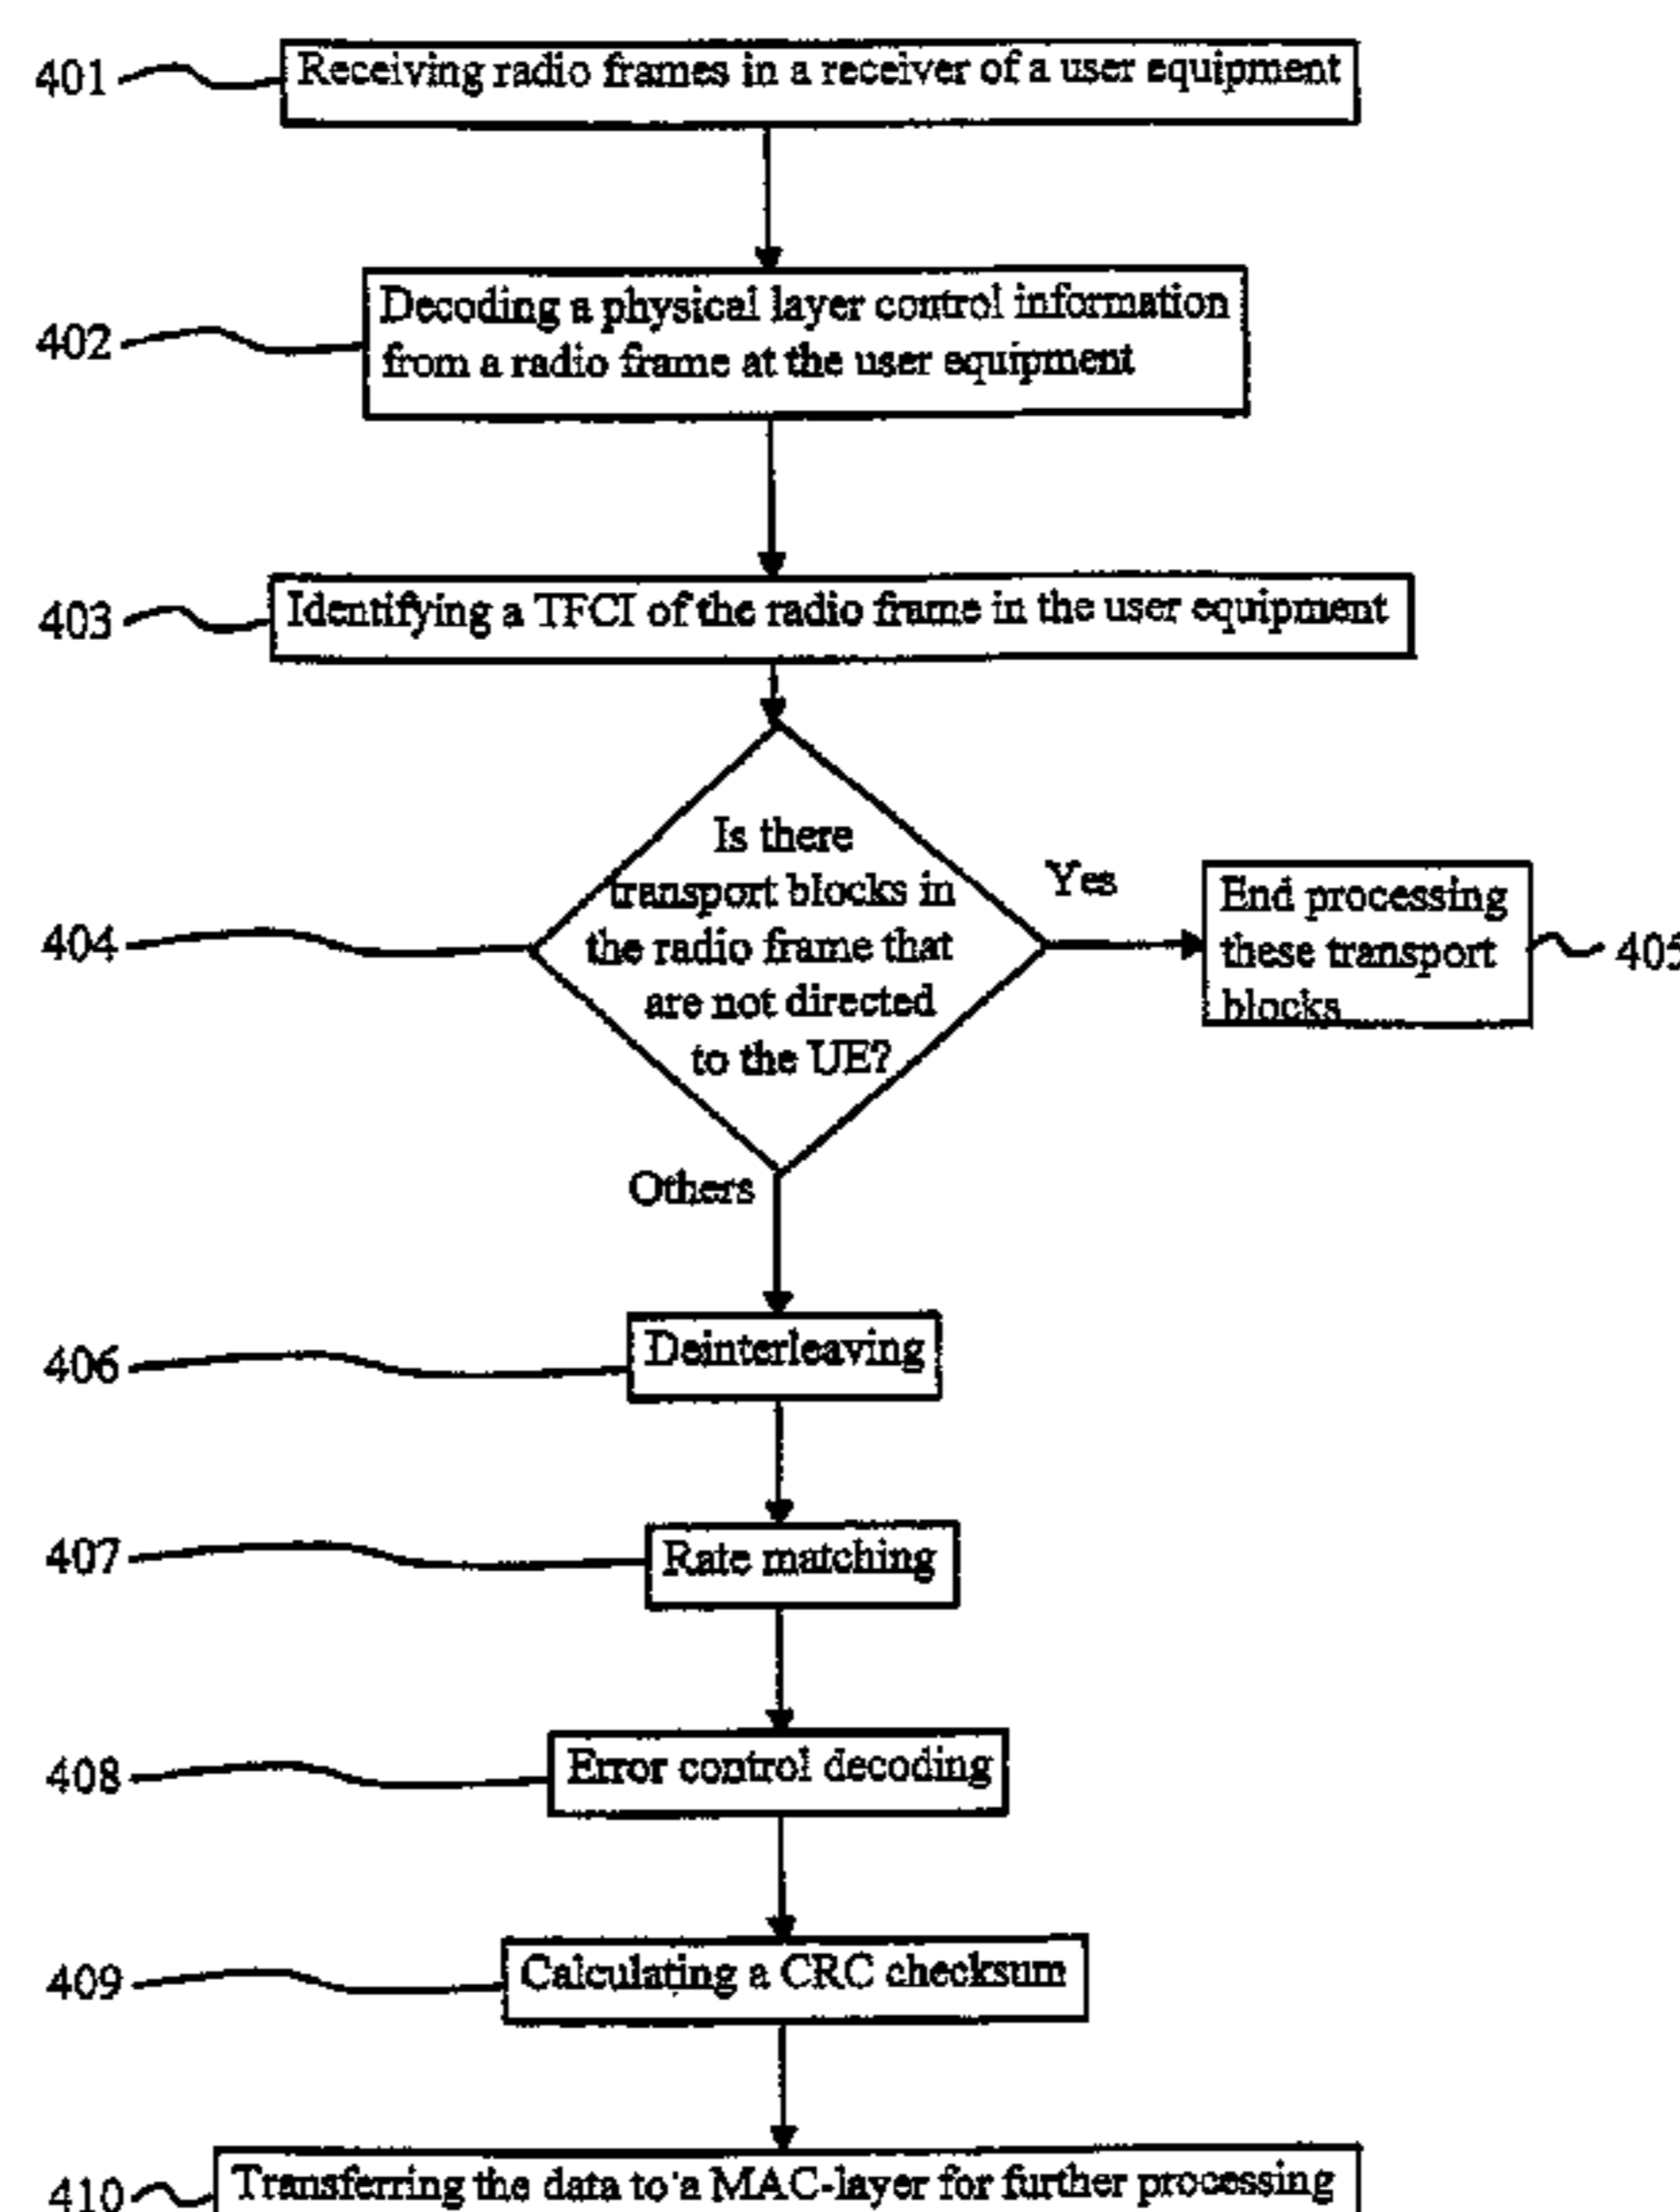 401
Receiving radio frames in a receiver of a user equipment
402
Decoding a physical layer control information
from a radio frame at the user equipment
403
Identifying a TFCI of the radio frame in the user equipment
404
Is there
transport blocks in
the radio frame that
are not directed
to the UE?
Yes
End processing
these transport
blocks
405
Others
406
Deinterleaving
407
Rate matching
408
Error control decoding
409
Calculating a CRC checksum
410
Transferring the data to a MAC-layer for further processing